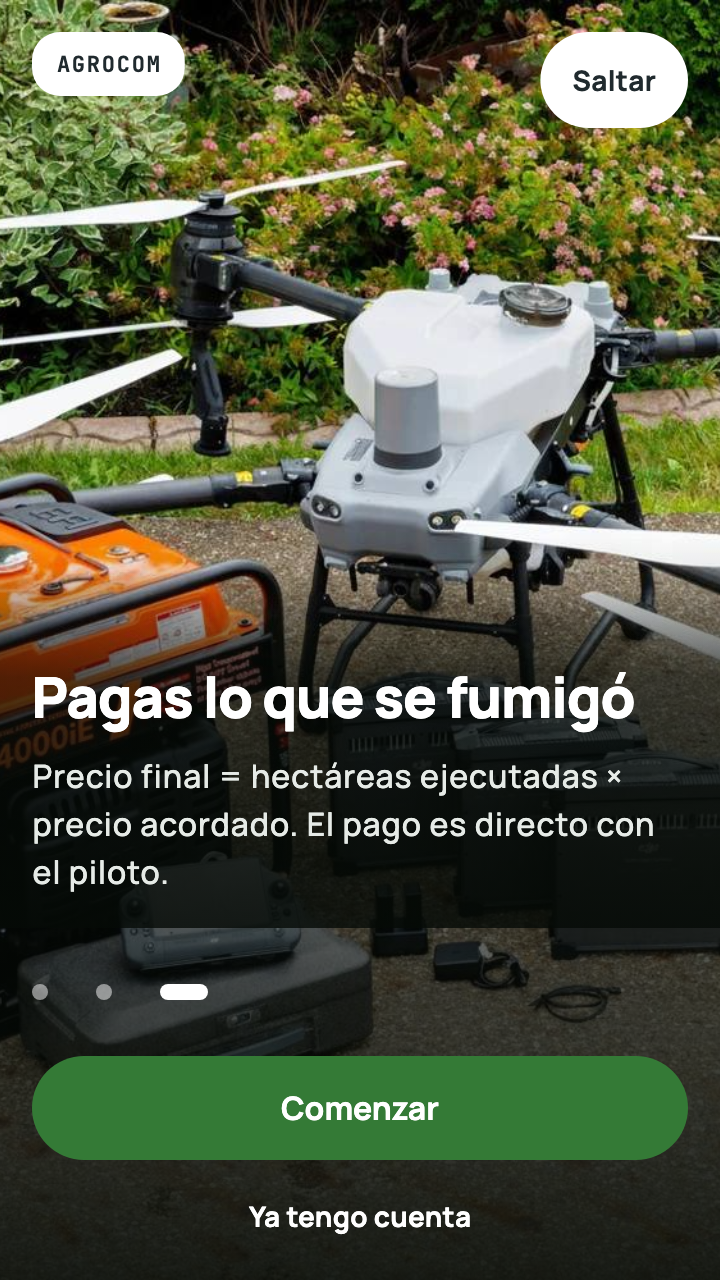 AGROCOM
Saltar
4000iE
Pagas lo que se fumigó
Precio final = hectáreas ejecutadas ×
precio acordado. El pago es directo con
el piloto.
Comenzar
Ya tengo cuenta